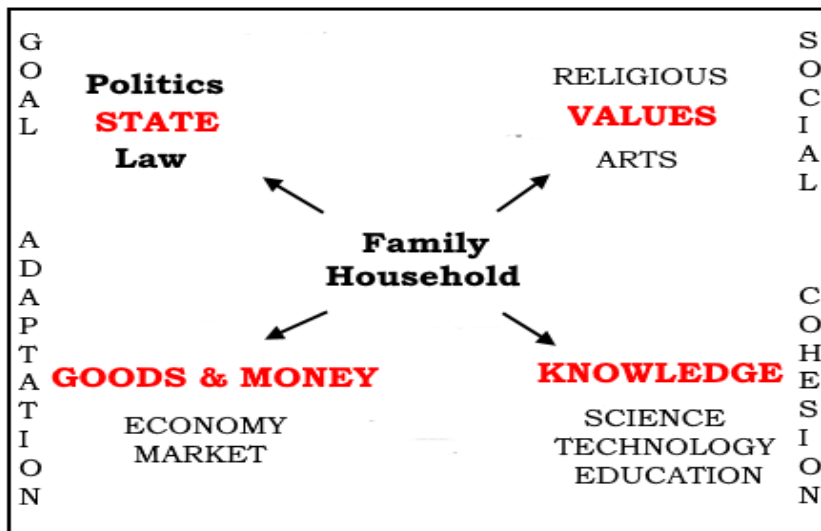 GOAL
ADAPTATION
Politics
STATE
Law
RELIGIOUS
VALUES
ARTS
Family
Household
GOODS & MONEY
ECONOMY
MARKET
KNOWLEDGE
SCIENCE
TECHNOLOGY
EDUCATION
SOCIAL
COHESION